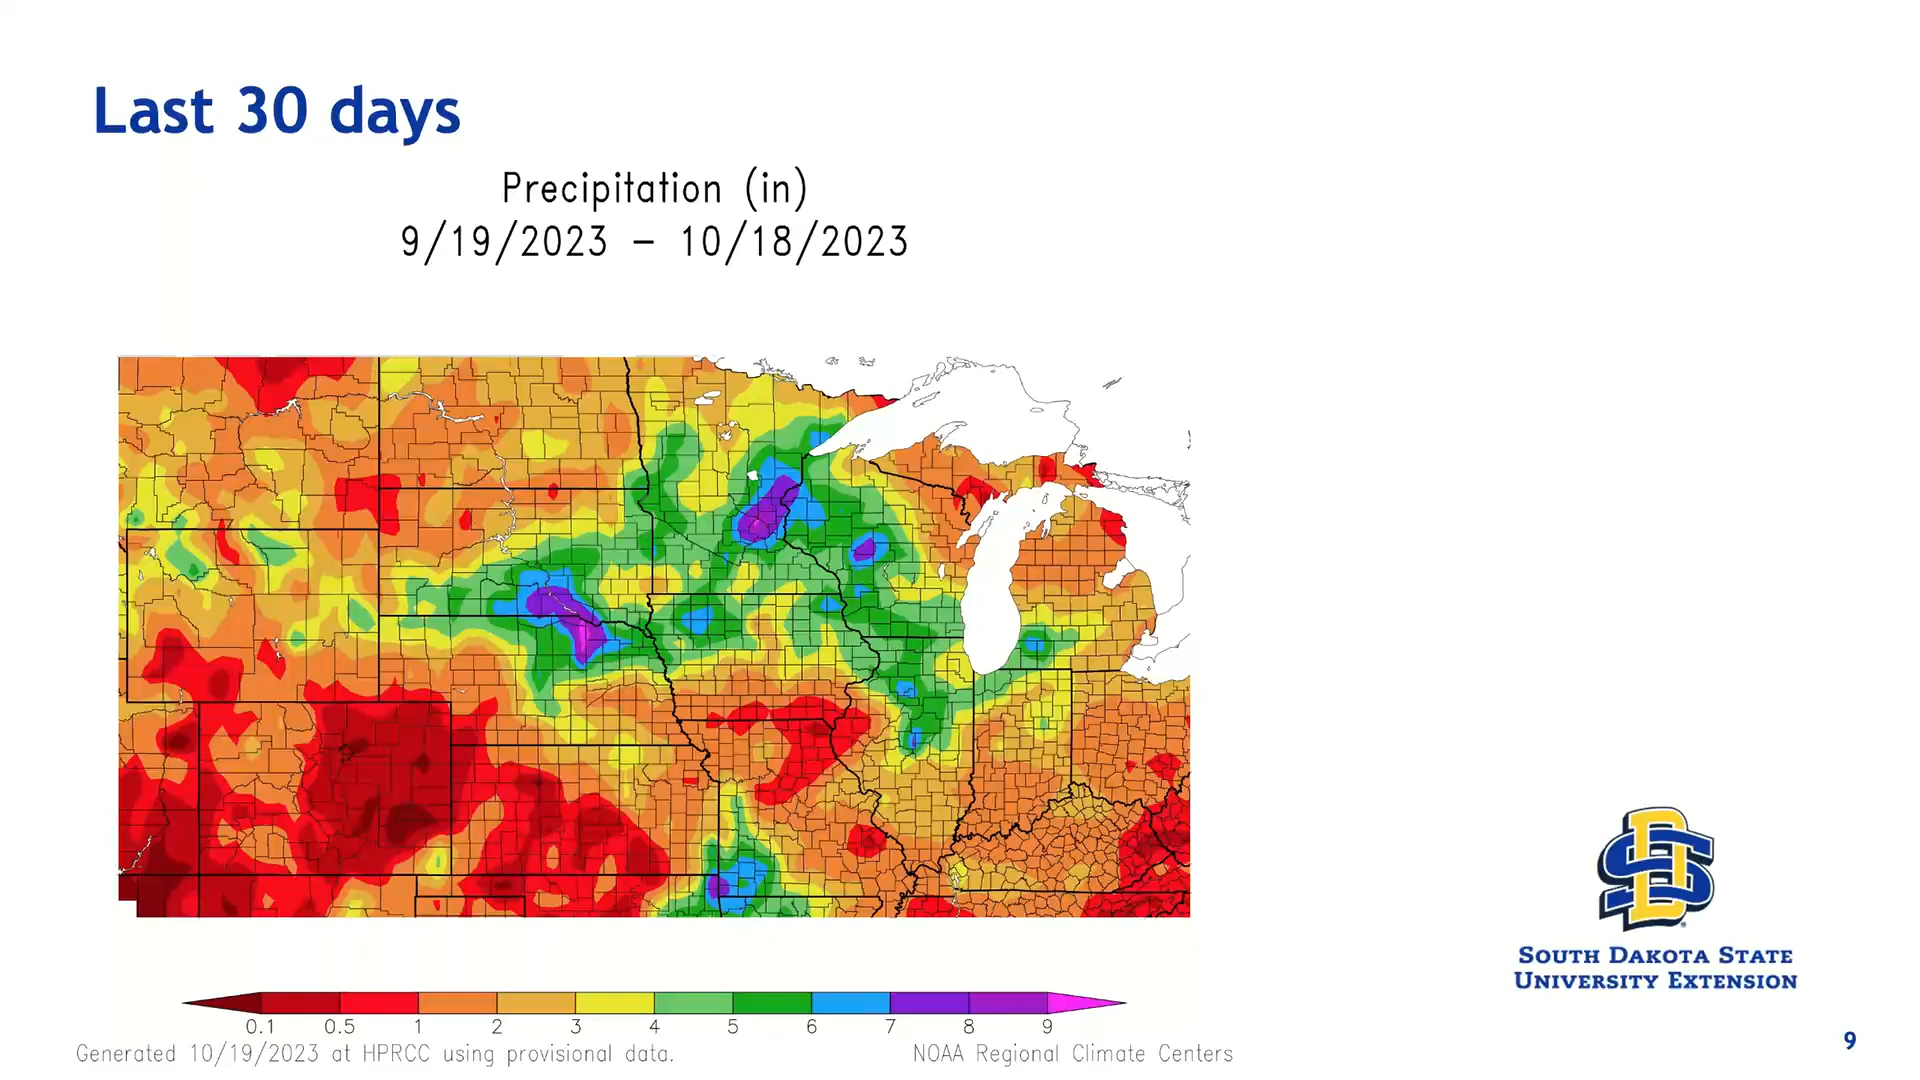 Last 30 days
Precipitation (in)
9/19/2023 – 10/18/2023
0.1 0.5 1 2 3 4 5 6 7 8 9
Generated 10/19/2023 at HPRCC using provisional data.
NOAA Regional Climate Centers
SD
SOUTH DAKOTA STATE
UNIVERSITY EXTENSION
9